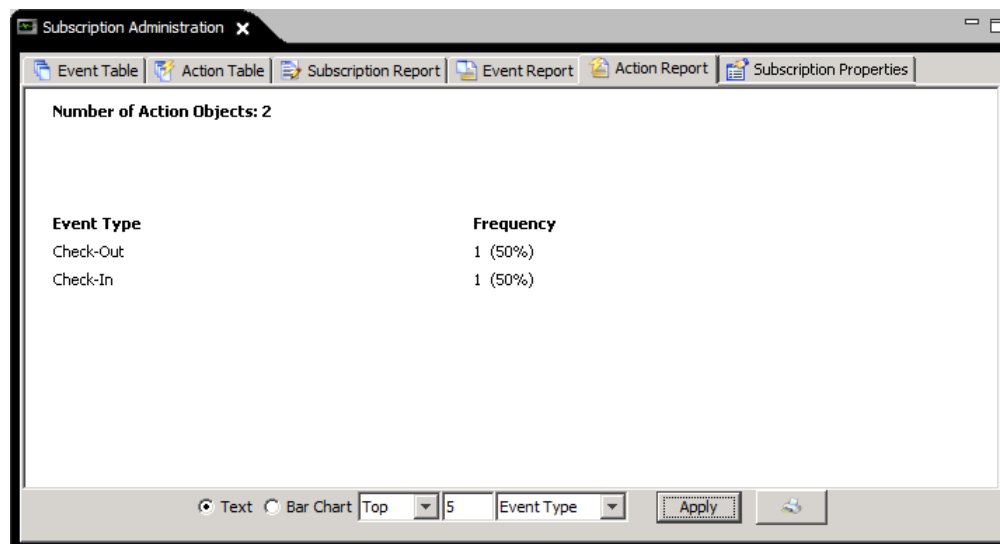 Subscription Administration
Event Table Action Table Subscription Report Event Report Action Report Subscription Properties
Number of Action Objects: 2
Event Type Frequency
Check-Out 1 (50%)
Check-In 1 (50%)
Text Bar Chart Top 5 Event Type Apply